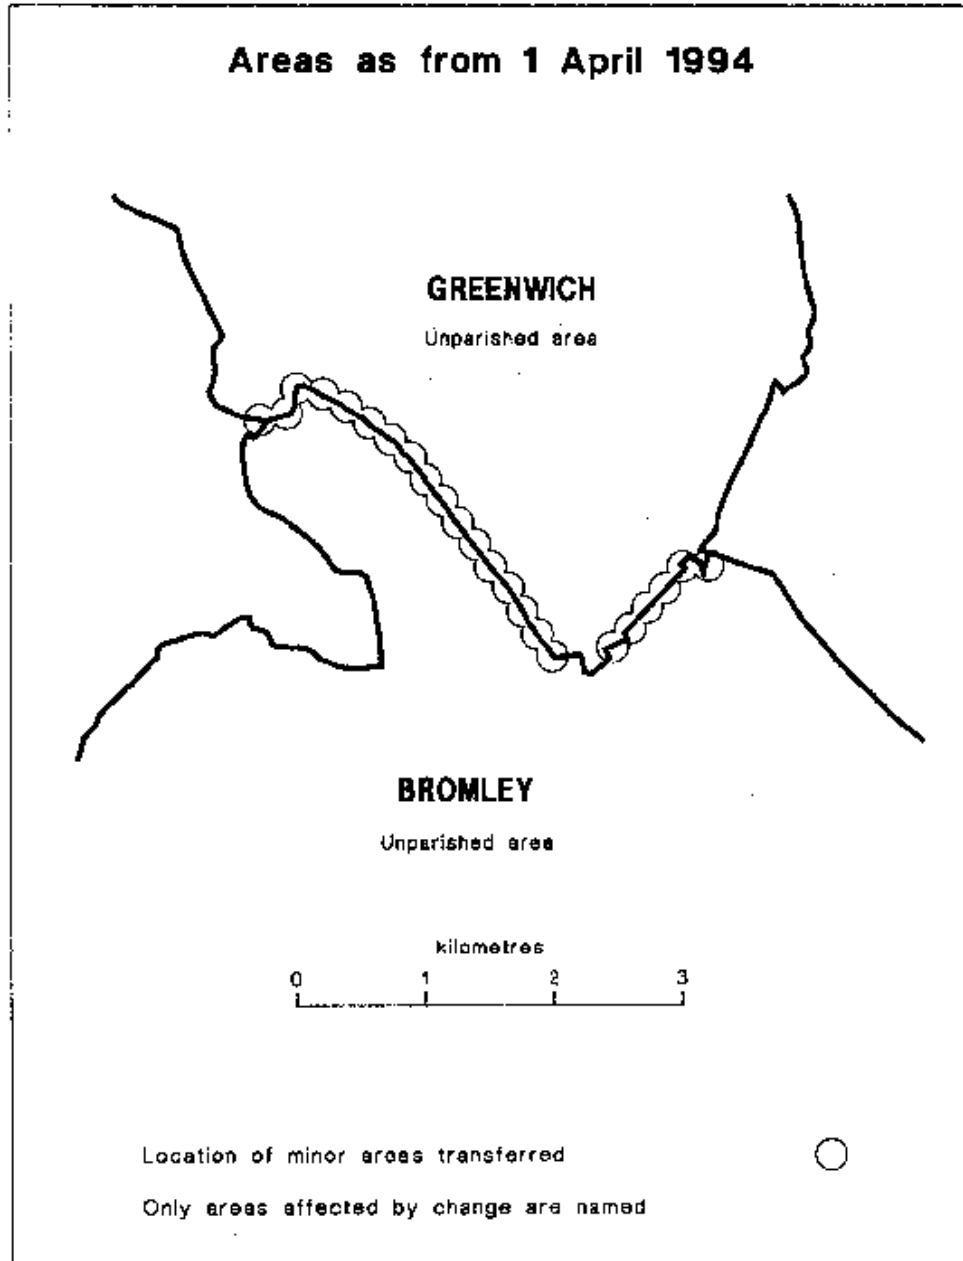 Areas as from 1 April 1994
GREENWICH
Unparished area
BROMLEY
Unparished area
kilometres
0 1 2 3
Location of minor areas transferred
Only areas affected by change are named